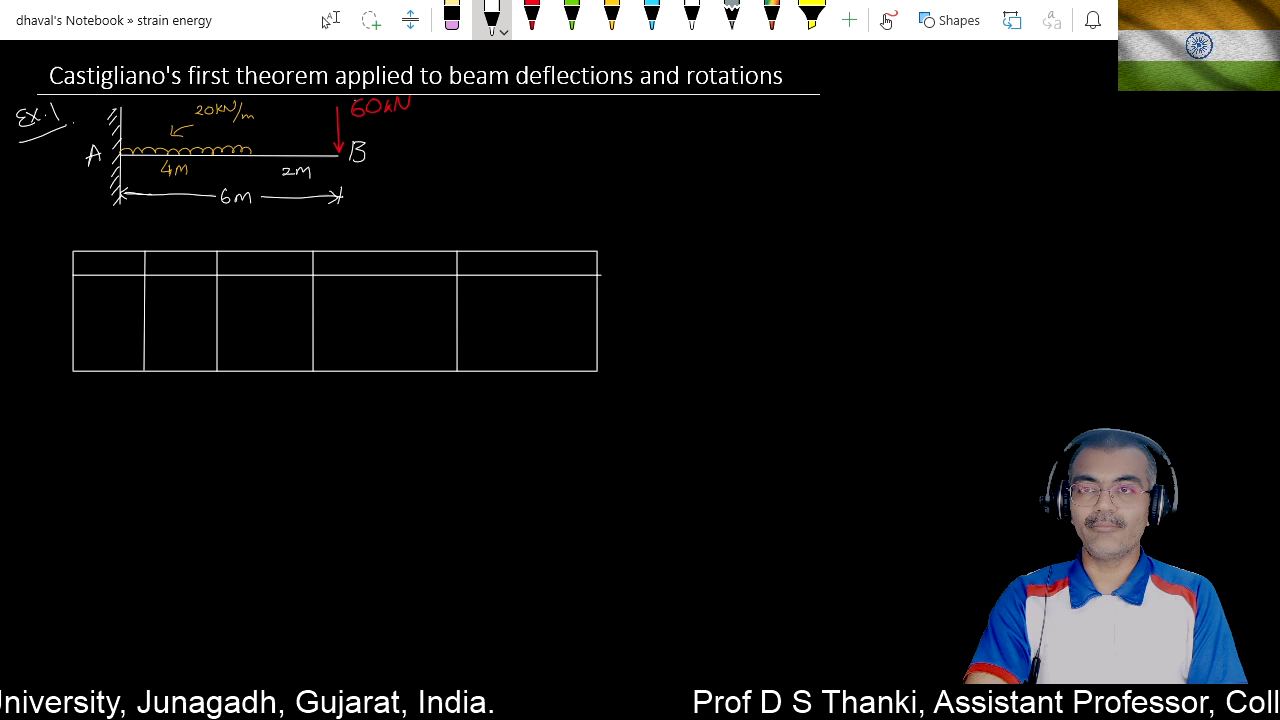 dhaval's Notebook » strain energy
Shapes
Castigliano's first theorem applied to beam deflections and rotations
Ex.1.
20kN/m
60kN
A
B
4m
2m
6m
University, Junagadh, Gujarat, India.
Prof D S Thanki, Assistant Professor, Coll